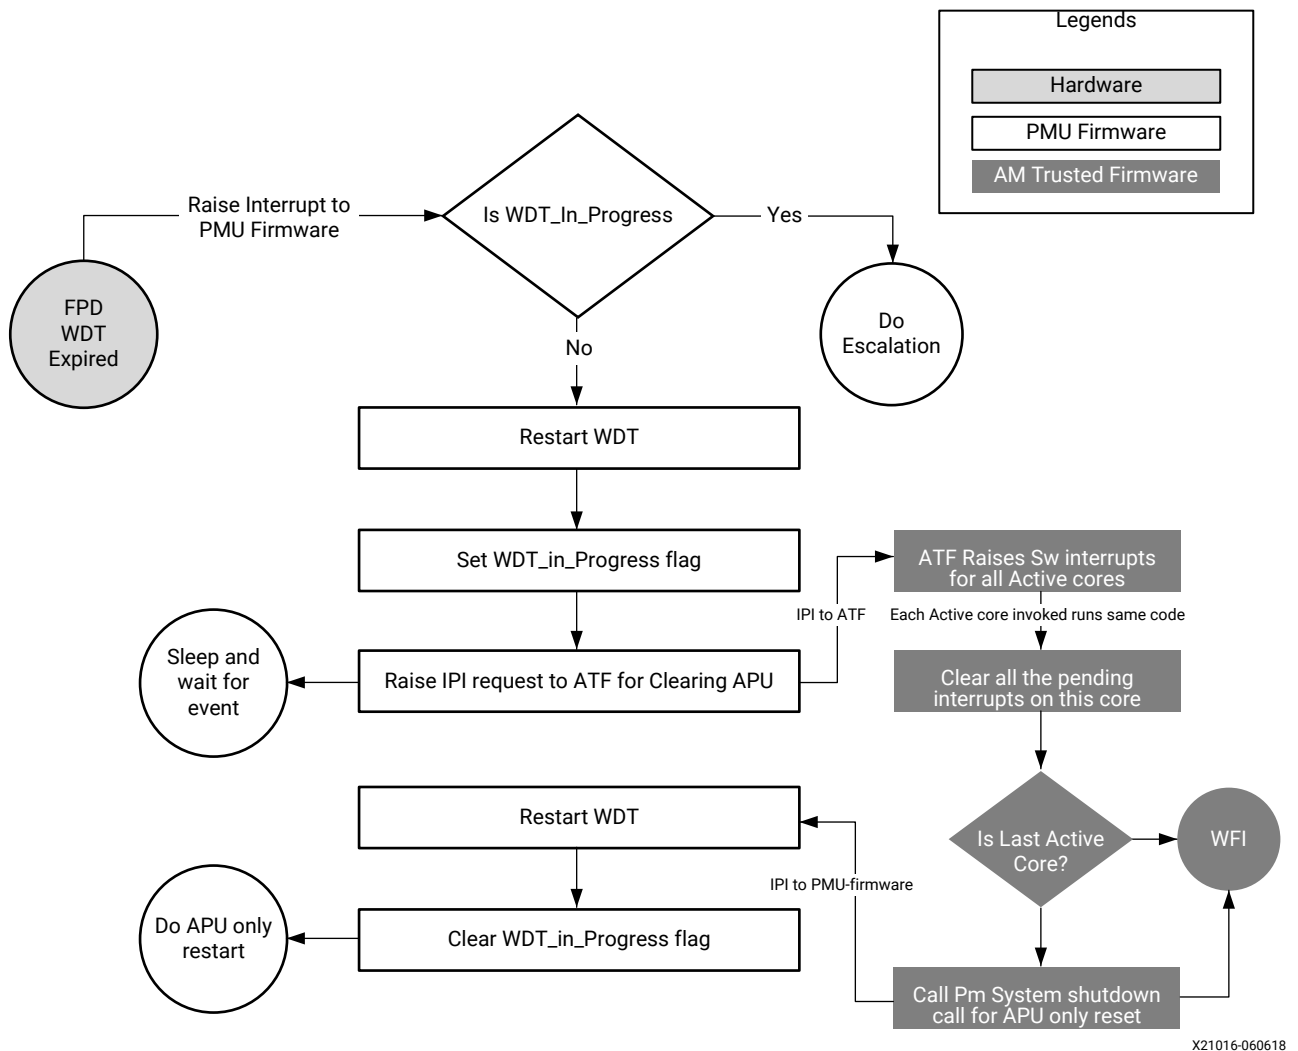 Legends
Hardware
PMU Firmware
AM Trusted Firmware
Raise Interrupt to
PMU Firmware
Is WDT_In_Progress
Yes
FPD
WDT
Expired
Do
Escalation
No
Restart WDT
Set WDT_in_Progress flag
ATF Raises Sw interrupts
for all Active cores
IPI to ATF
Each Active core invoked runs same code
Sleep and
wait for
event
Raise IPI request to ATF for Clearing APU
Clear all the pending
interrupts on this core
Restart WDT
Is Last Active
Core?
WFI
IPI to PMU-firmware
Do APU only
restart
Clear WDT_in_Progress flag
Call Pm System shutdown
call for APU only reset
X21016-060618